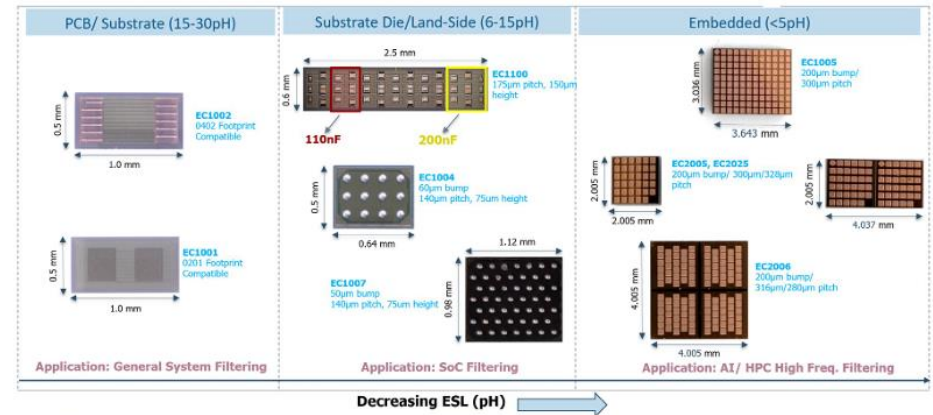 PCB/ Substrate (15-30pH)
0.5 mm
EC1002
0402 Footprint
Compatible
1.0 mm
0.5 mm
EC1001
0201 Footprint
Compatible
1.0 mm
Application: General System Filtering
Substrate Die/Land-Side (6-15pH)
2.5 mm
0.6 mm
EC1100
175µm pitch, 150µm
height
110nF
200nF
0.5 mm
EC1004
60µm bump
140µm pitch, 75um height
0.64 mm
1.12 mm
EC1007
50µm bump
140µm pitch, 75um height
0.98 mm
Application: SoC Filtering
Embedded (<5pH)
3.036 mm
EC1005
200µm bump/
300µm pitch
3.643 mm
2.005 mm
EC2005, EC2025
200µm bump/ 300µm/328µm
pitch
2.005 mm
2.005 mm
4.037 mm
4.005 mm
EC2006
200µm bump/
316µm/280µm pitch
4.005 mm
Application: AI/ HPC High Freq. Filtering
Decreasing ESL (pH)